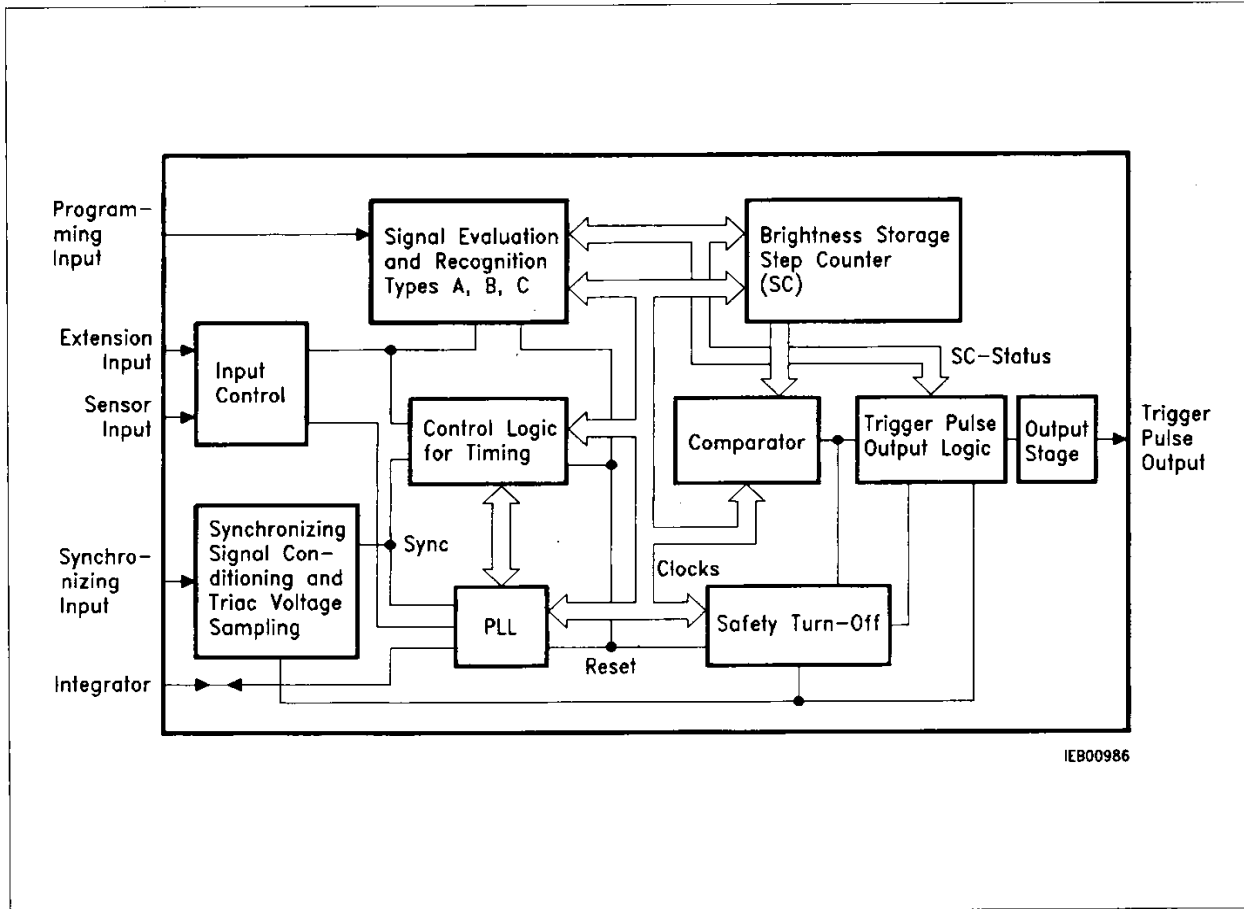 Program-
ming
Input
Signal Evaluation
and Recognition
Types A, B, C
Brightness Storage
Step Counter
(SC)
Extension
Input
Input
Control
Sensor
Input
SC-Status
Control Logic
for Timing
Comparator
Trigger Pulse
Output Logic
Output
Stage
Trigger
Pulse
Output
Synchro-
nizing
Input
Synchronizing
Signal Con-
ditioning and
Triac Voltage
Sampling
Sync
Clocks
PLL
Safety Turn-Off
Reset
Integrator
IEB00986